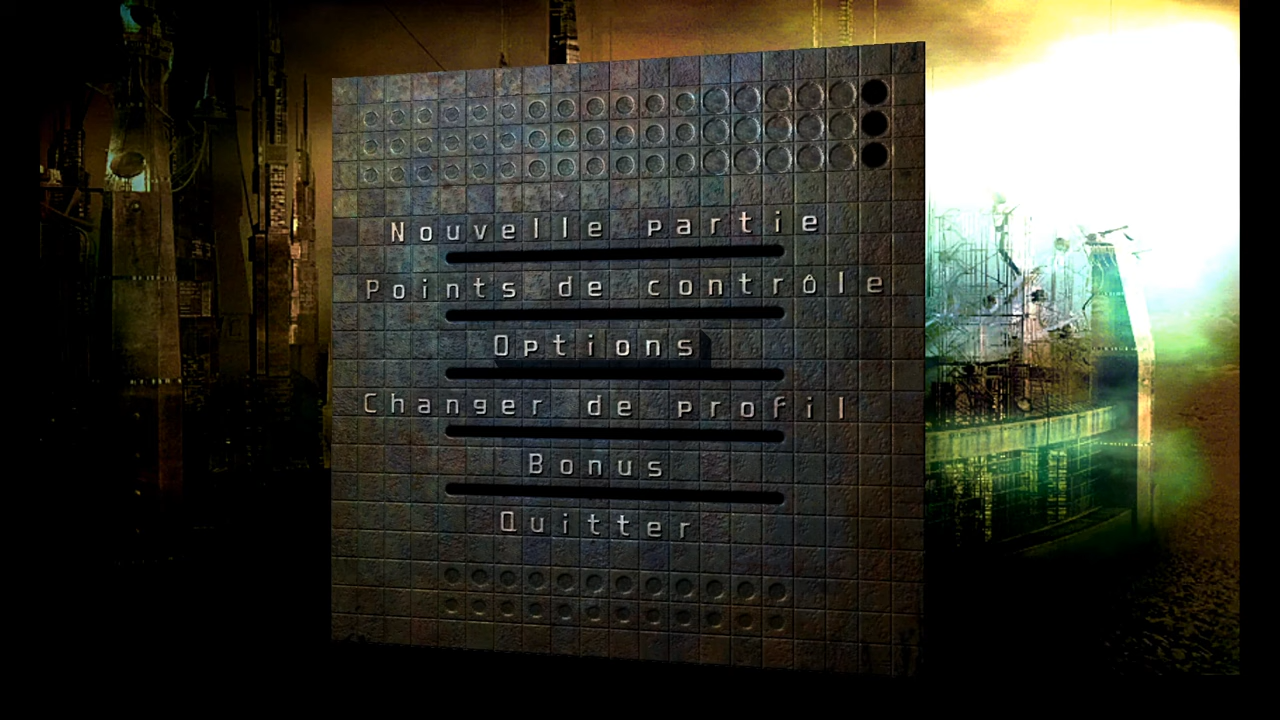 Nouvelle partie
Points de contrôle
Options
Changer de profil
Bonus
Quitter